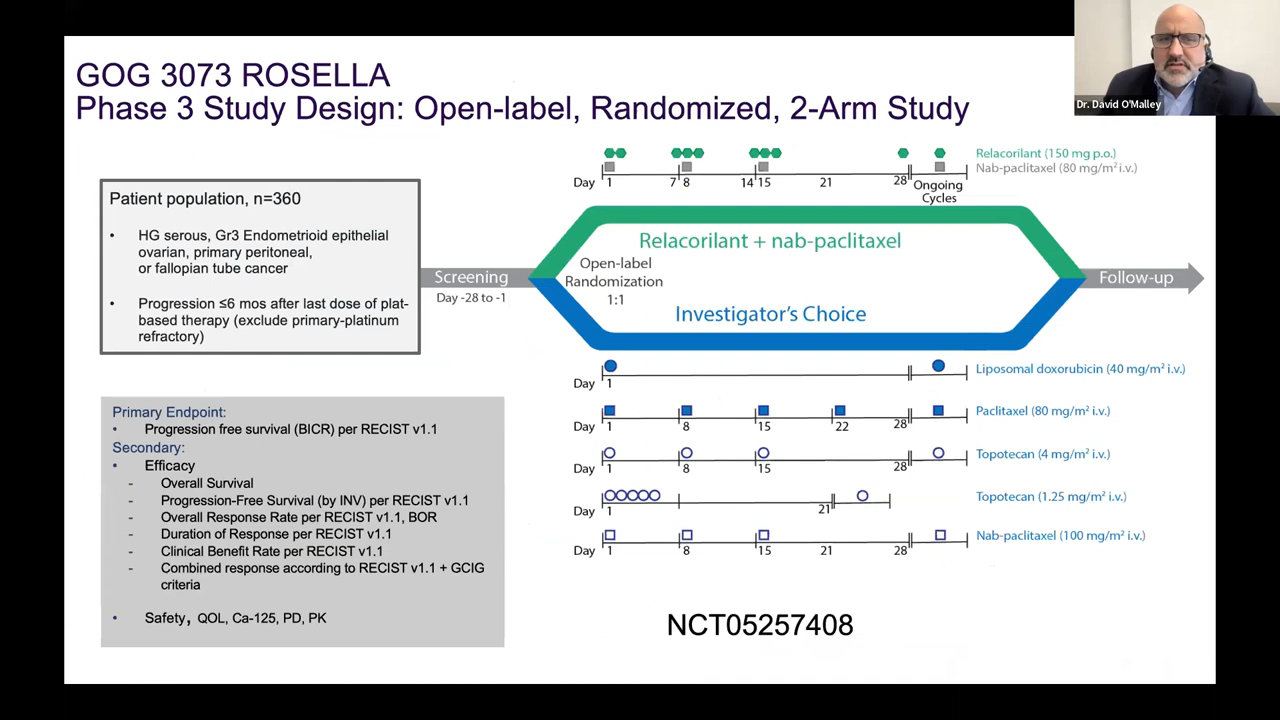 GOG 3073 ROSELLA
Phase 3 Study Design: Open-label, Randomized, 2-Arm Study
Dr. David O'Malley
Patient population, n=360
• HG serous, Gr3 Endometrioid epithelial
ovarian, primary peritoneal,
or fallopian tube cancer
• Progression ≤6 mos after last dose of plat-
based therapy (exclude primary-platinum
refractory)
Primary Endpoint:
• Progression free survival (BICR) per RECIST v1.1
Secondary:
• Efficacy
- Overall Survival
- Progression-Free Survival (by INV) per RECIST v1.1
- Overall Response Rate per RECIST v1.1, BOR
- Duration of Response per RECIST v1.1
- Clinical Benefit Rate per RECIST v1.1
- Combined response according to RECIST v1.1 + GCIG
criteria
• Safety, QOL, Ca-125, PD, PK
Screening
Day -28 to -1
Relacorilant (150 mg p.o.)
Nab-paclitaxel (80 mg/m² i.v.)
Day 1 7 8 14 15 21 28
Ongoing
Cycles
Relacorilant + nab-paclitaxel
Open-label
Randomization
1:1
Investigator's Choice
Follow-up
Liposomal doxorubicin (40 mg/m² i.v.)
Day 1
Paclitaxel (80 mg/m² i.v.)
Day 1 8 15 22 28
Topotecan (4 mg/m² i.v.)
Day 1 8 15 28
Topotecan (1.25 mg/m² i.v.)
Day 1 21
Nab-paclitaxel (100 mg/m² i.v.)
Day 1 8 15 21 28
NCT05257408